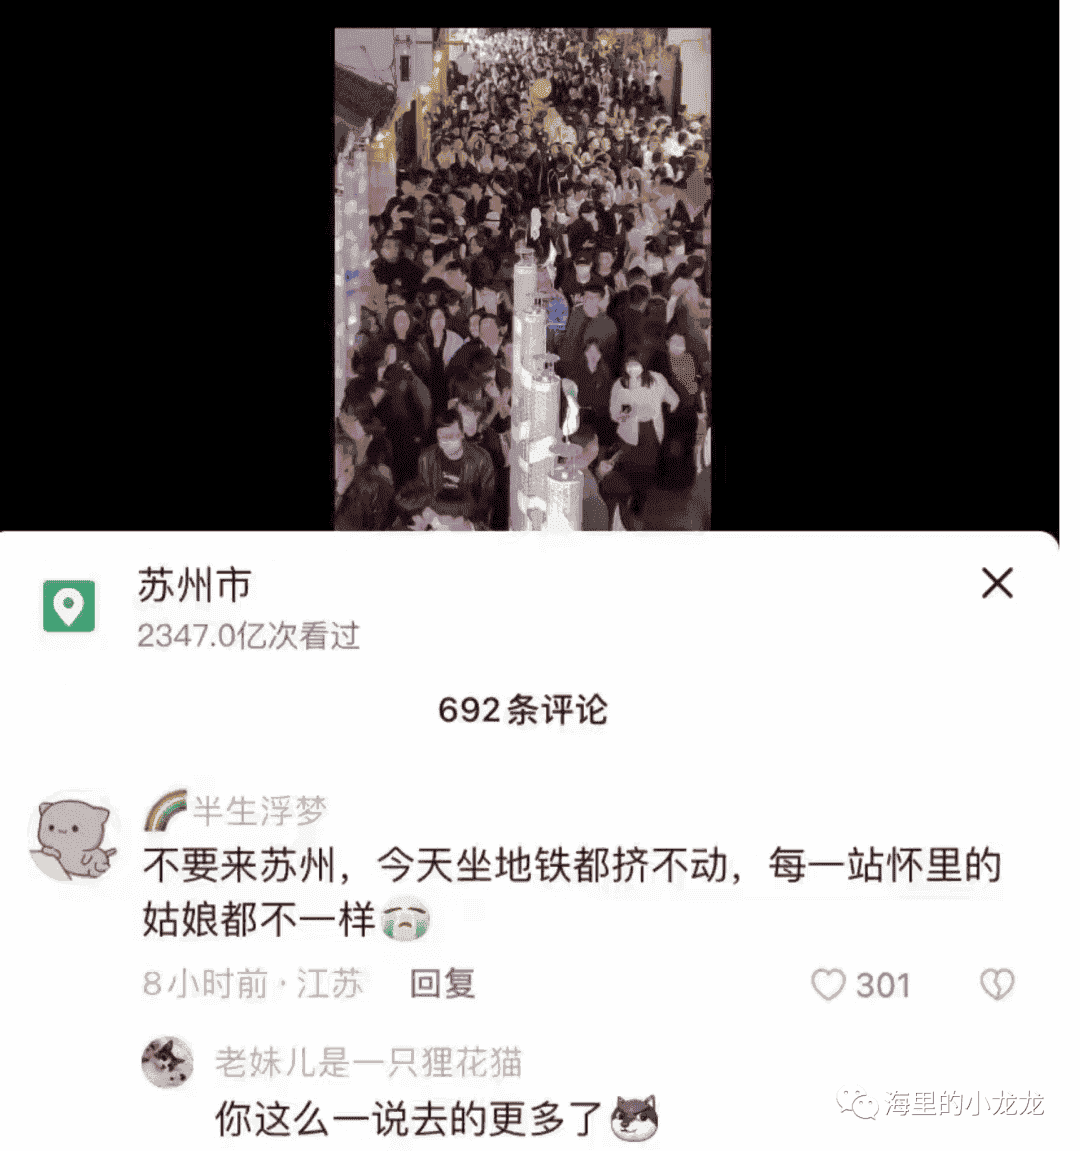 苏州市
2347.0亿次看过
692条评论
半生浮梦
不要来苏州，今天坐地铁都挤不动，每一站怀里的
姑娘都不一样
8小时前·江苏 回复 301
老妹儿是一只狸花猫
你这么一说去的更多了
海里的小龙龙